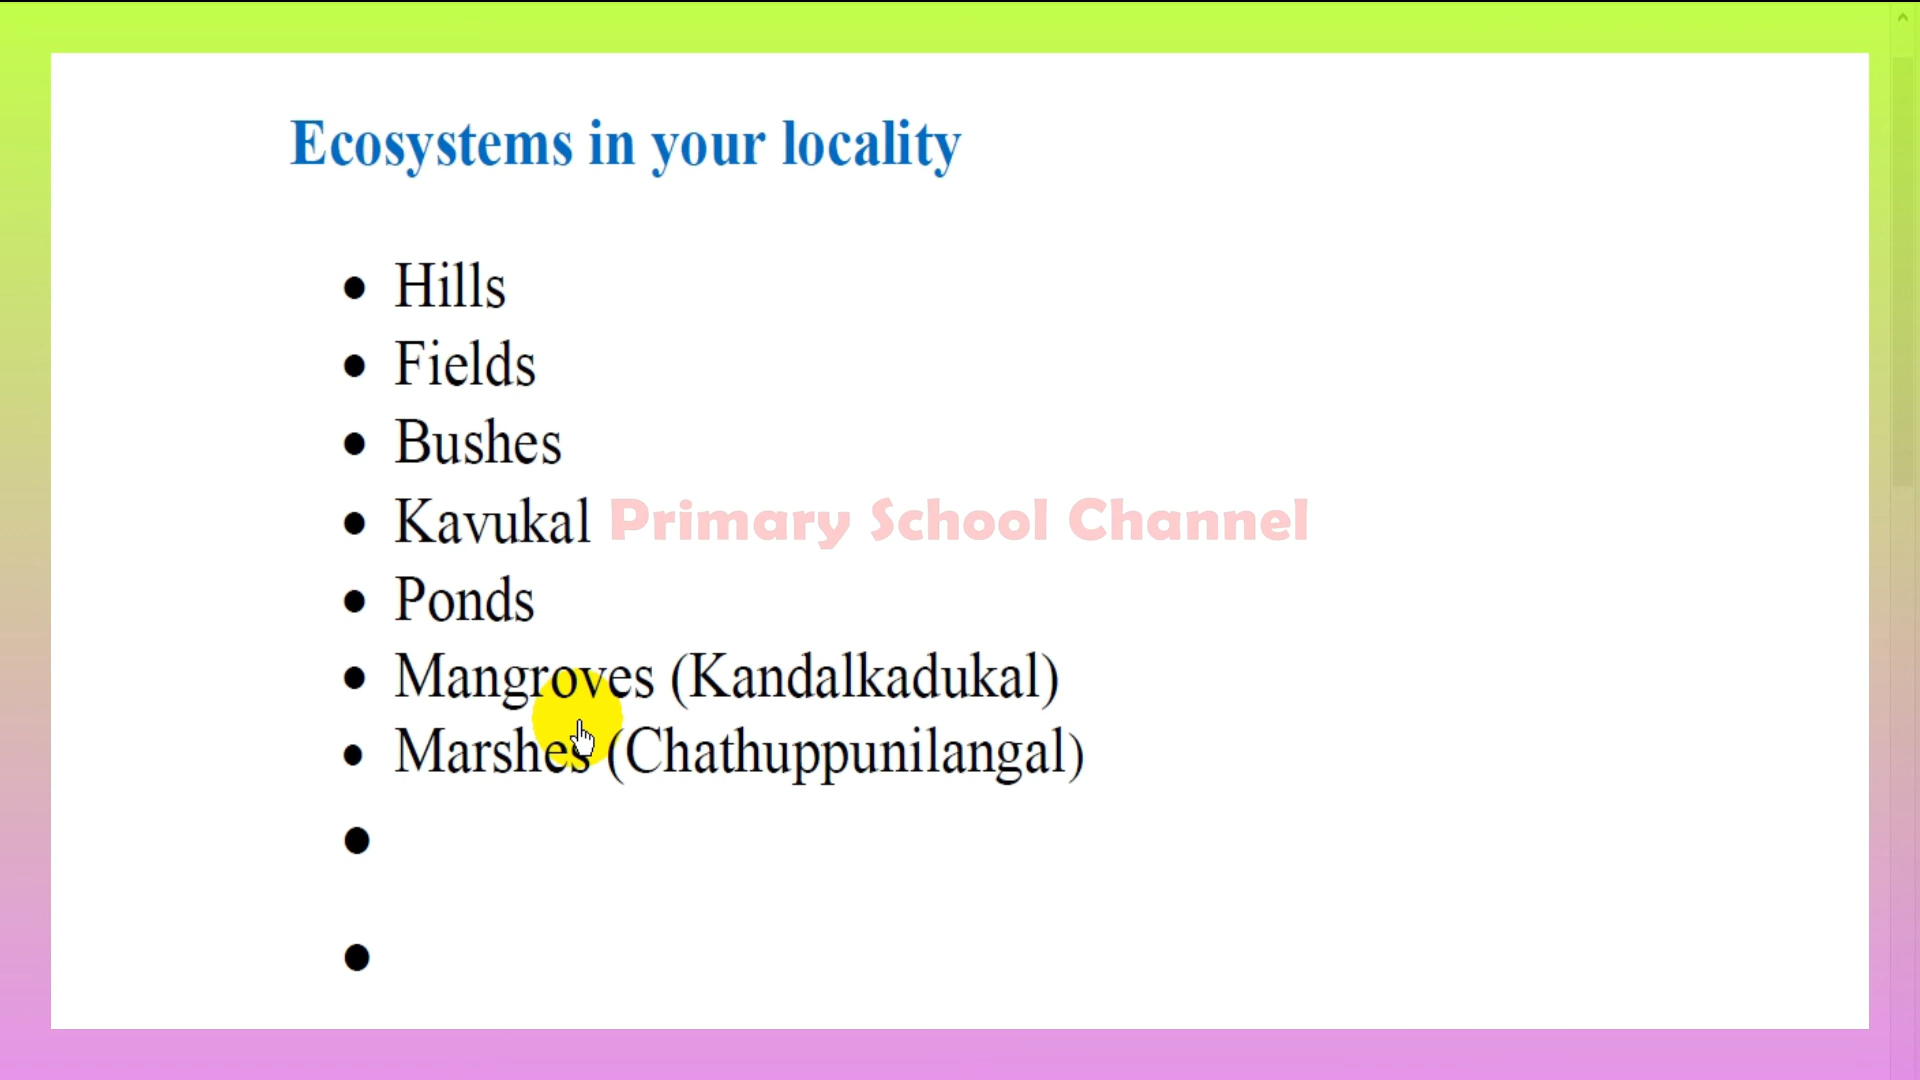 Ecosystems in your locality
• Hills
• Fields
• Bushes
• Kavukal
Primary School Channel
• Ponds
• Mangroves (Kandalkadukal)
• Marshes (Chathuppunilangal)
•
•